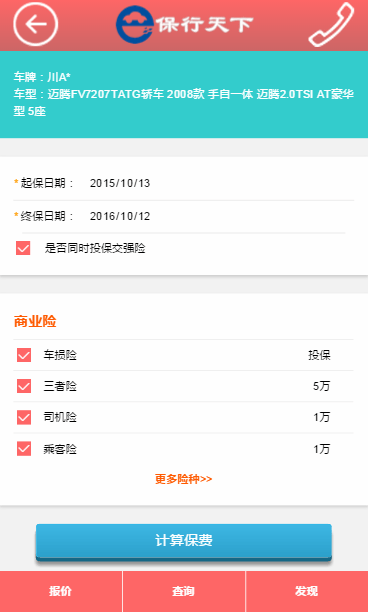 保行天下
车牌：川A*
车型：迈腾FV7207TATG轿车 2008款 手自一体 迈腾2.0TSI AT豪华
型 5座
* 起保日期： 2015/10/13
* 终保日期： 2016/10/12
是否同时投保交强险
商业险
车损险 投保
三者险 5万
司机险 1万
乘客险 1万
更多险种>>
计算保费
报价 查询 发现